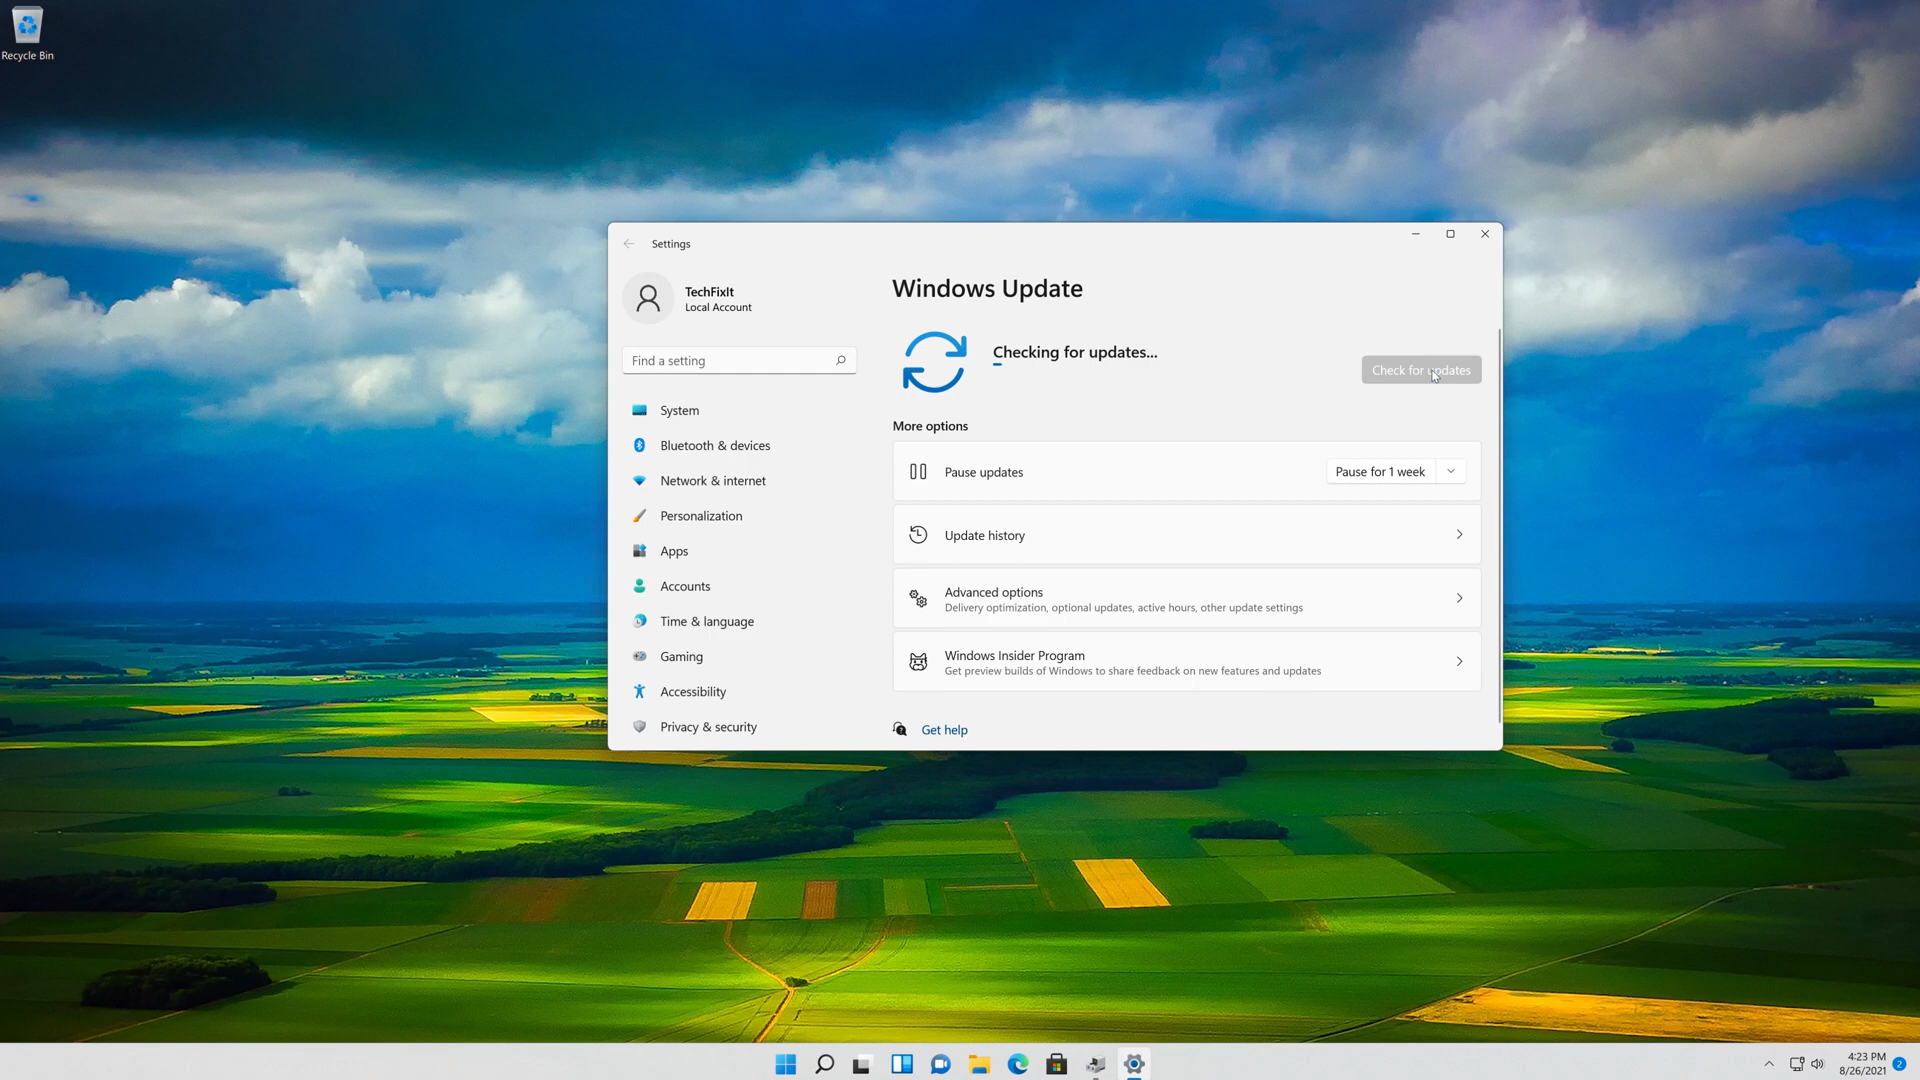 Recycle Bin
Settings
TechFixIt
Local Account
Find a setting
System
Bluetooth & devices
Network & internet
Personalization
Apps
Accounts
Time & language
Gaming
Accessibility
Privacy & security
Windows Update
Checking for updates...
Check for updates
More options
Pause updates
Pause for 1 week
Update history
Advanced options
Delivery optimization, optional updates, active hours, other update settings
Windows Insider Program
Get preview builds of Windows to share feedback on new features and updates
Get help
4:23 PM
8/26/2021
2